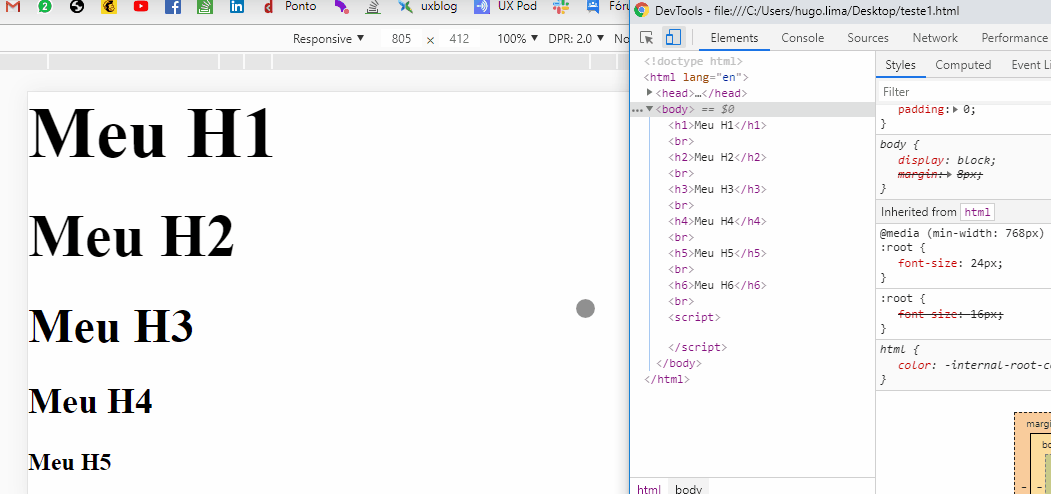 Ponto
uxblog
UX Pod
Fóru
DevTools - file:///C:/Users/hugo.lima/Desktop/teste1.html
Responsive ▼ 805 × 412 100% ▼ DPR: 2.0 ▼ No
Elements Console Sources Network Performance
Meu H1
Meu H2
Meu H3
Meu H4
Meu H5
<!doctype html>
<html lang="en">
▶<head>…</head>
…▼<body> == $0
<h1>Meu H1</h1>
<br>
<h2>Meu H2</h2>
<br>
<h3>Meu H3</h3>
<br>
<h4>Meu H4</h4>
<br>
<h5>Meu H5</h5>
<br>
<h6>Meu H6</h6>
<br>
<script>
</script>
</body>
</html>
html body
Styles Computed Event Li
Filter
padding:▶ 0;
}
body {
display: block;
margin:▶ 8px;
}
Inherited from html
@media (min-width: 768px)
:root {
font-size: 24px;
}
:root {
font-size: 16px;
}
html {
color: -internal-root-co
}
margi
bo